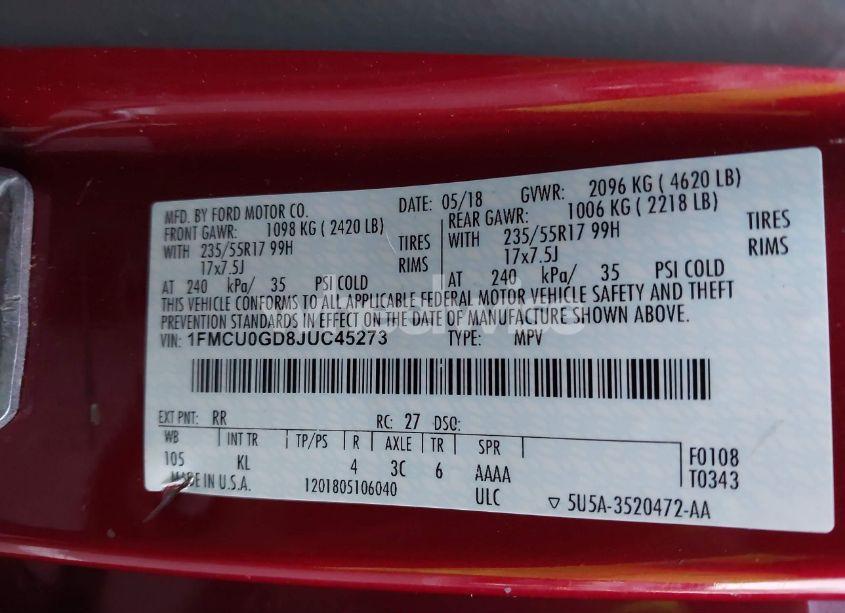 MFD. BY FORD MOTOR CO. DATE: 05/18 GVWR: 2096 KG ( 4620 LB)
FRONT GAWR: 1098 KG ( 2420 LB) REAR GAWR: 1006 KG ( 2218 LB)
WITH 235/55R17 99H TIRES WITH 235/55R17 99H TIRES
17x7.5J RIMS 17x7.5J RIMS
AT 240 kPa/ 35 PSI COLD AT 240 kPa/ 35 PSI COLD
THIS VEHICLE CONFORMS TO ALL APPLICABLE FEDERAL MOTOR VEHICLE SAFETY AND THEFT
PREVENTION STANDARDS IN EFFECT ON THE DATE OF MANUFACTURE SHOWN ABOVE.
VIN: 1FMCU0GD8JUC45273 TYPE: MPV
EXT PNT: RR RC: 27 DSO:
WB INT TR TP/PS R AXLE TR SPR F0108
105 KL 4 3C 6 AAAA T0343
MADE IN U.S.A. 1201805106040 ULC ▽ 5U5A-3520472-AA